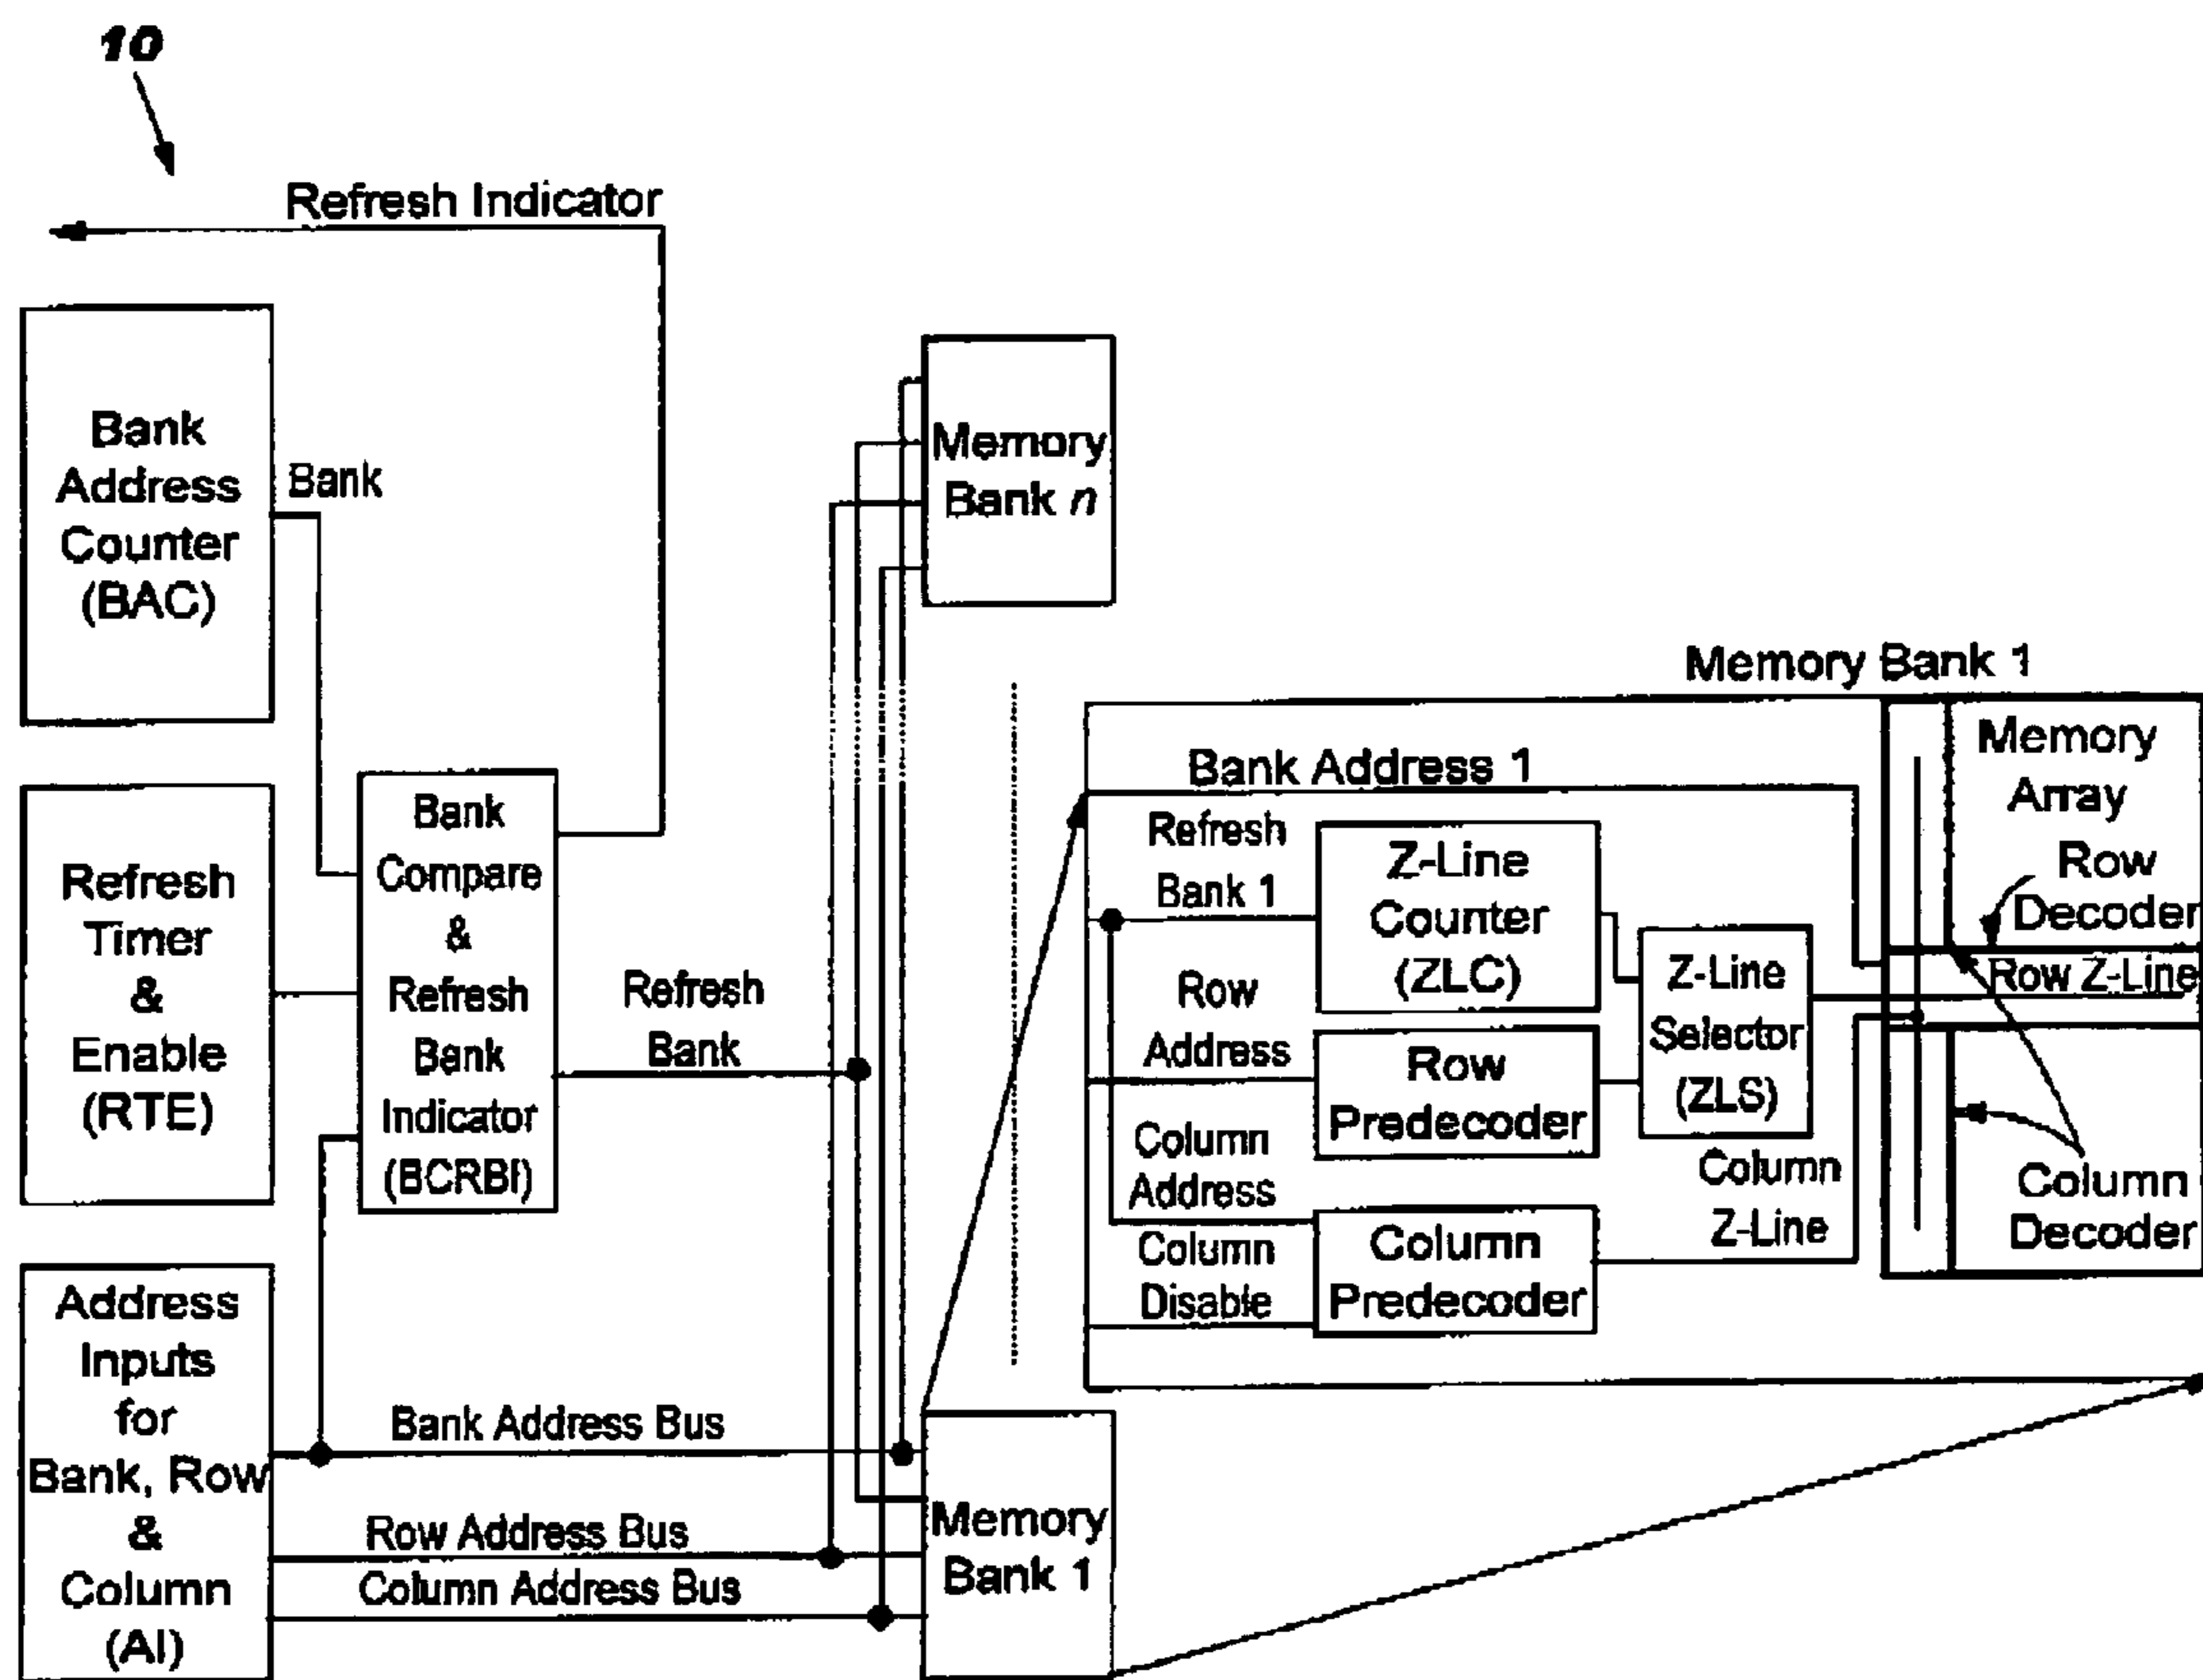 10
Refresh Indicator
Bank
Address
Counter
(BAC)
Bank
Refresh
Timer
&
Enable
(RTE)
Bank
Compare
&
Refresh
Bank
Indicator
(BCRBI)
Refresh
Bank
Address
Inputs
for
Bank, Row
&
Column
(AI)
Bank Address Bus
Row Address Bus
Column Address Bus
Memory
Bank n
Memory
Bank 1
Memory Bank 1
Bank Address 1
Refresh
Bank 1
Z-Line
Counter
(ZLC)
Row
Address
Row
Predecoder
Column
Address
Column
Disable
Column
Predecoder
Z-Line
Selector
(ZLS)
Column
Z-Line
Memory
Array
Row
Decoder
Row Z-Line
Column
Decoder